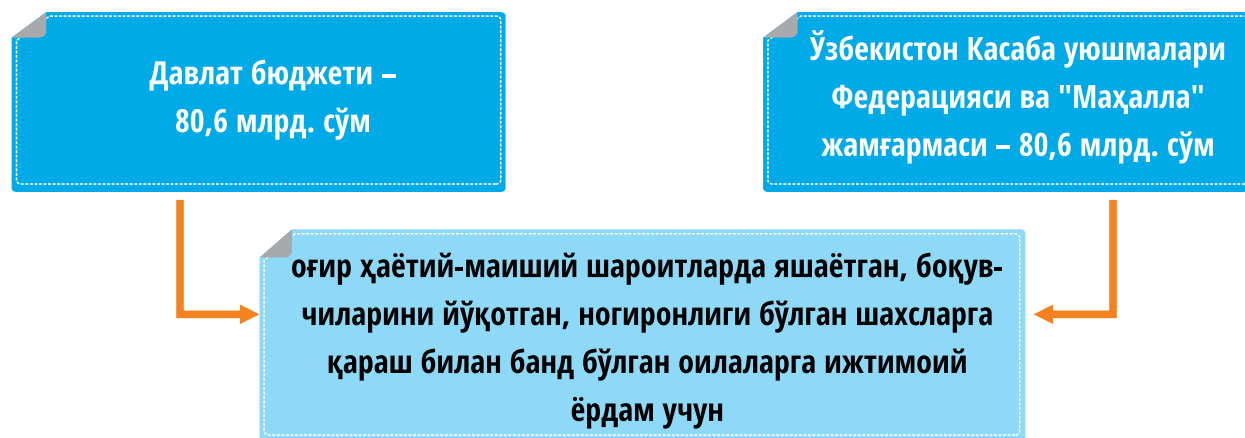 Давлат бюджети –
80,6 млрд. сўм
Ўзбекистон Касаба уюшмалари
Федерацияси ва "Маҳалла"
жамғармаси – 80,6 млрд. сўм
оғир ҳаётий-маиший шароитларда яшаётган, боқув-
чиларини йўқотган, ногиронлиги бўлган шахсларга
қараш билан банд бўлган оилаларга ижтимоий
ёрдам учун